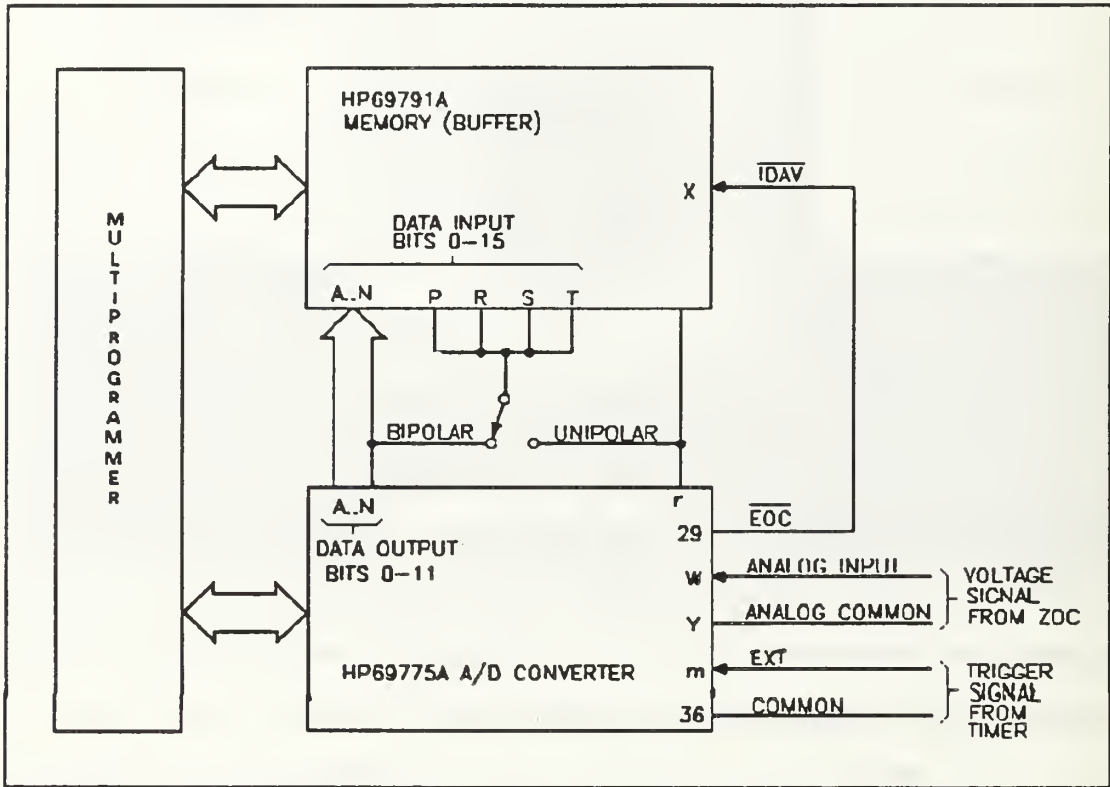 MULTIPROGRAMMER
HP69791A
MEMORY (BUFFER)
X
IDAV
DATA INPUT
BITS 0-15
A..N P R S T
BIPOLAR
UNIPOLAR
A..N
r
29
EOC
DATA OUTPUT
BITS 0-11
W
ANALOG INPUT
VOLTAGE
SIGNAL
FROM ZOC
Y
ANALOG COMMON
HP69775A A/D CONVERTER
m
EXT
TRIGGER
SIGNAL
FROM
TIMER
36
COMMON